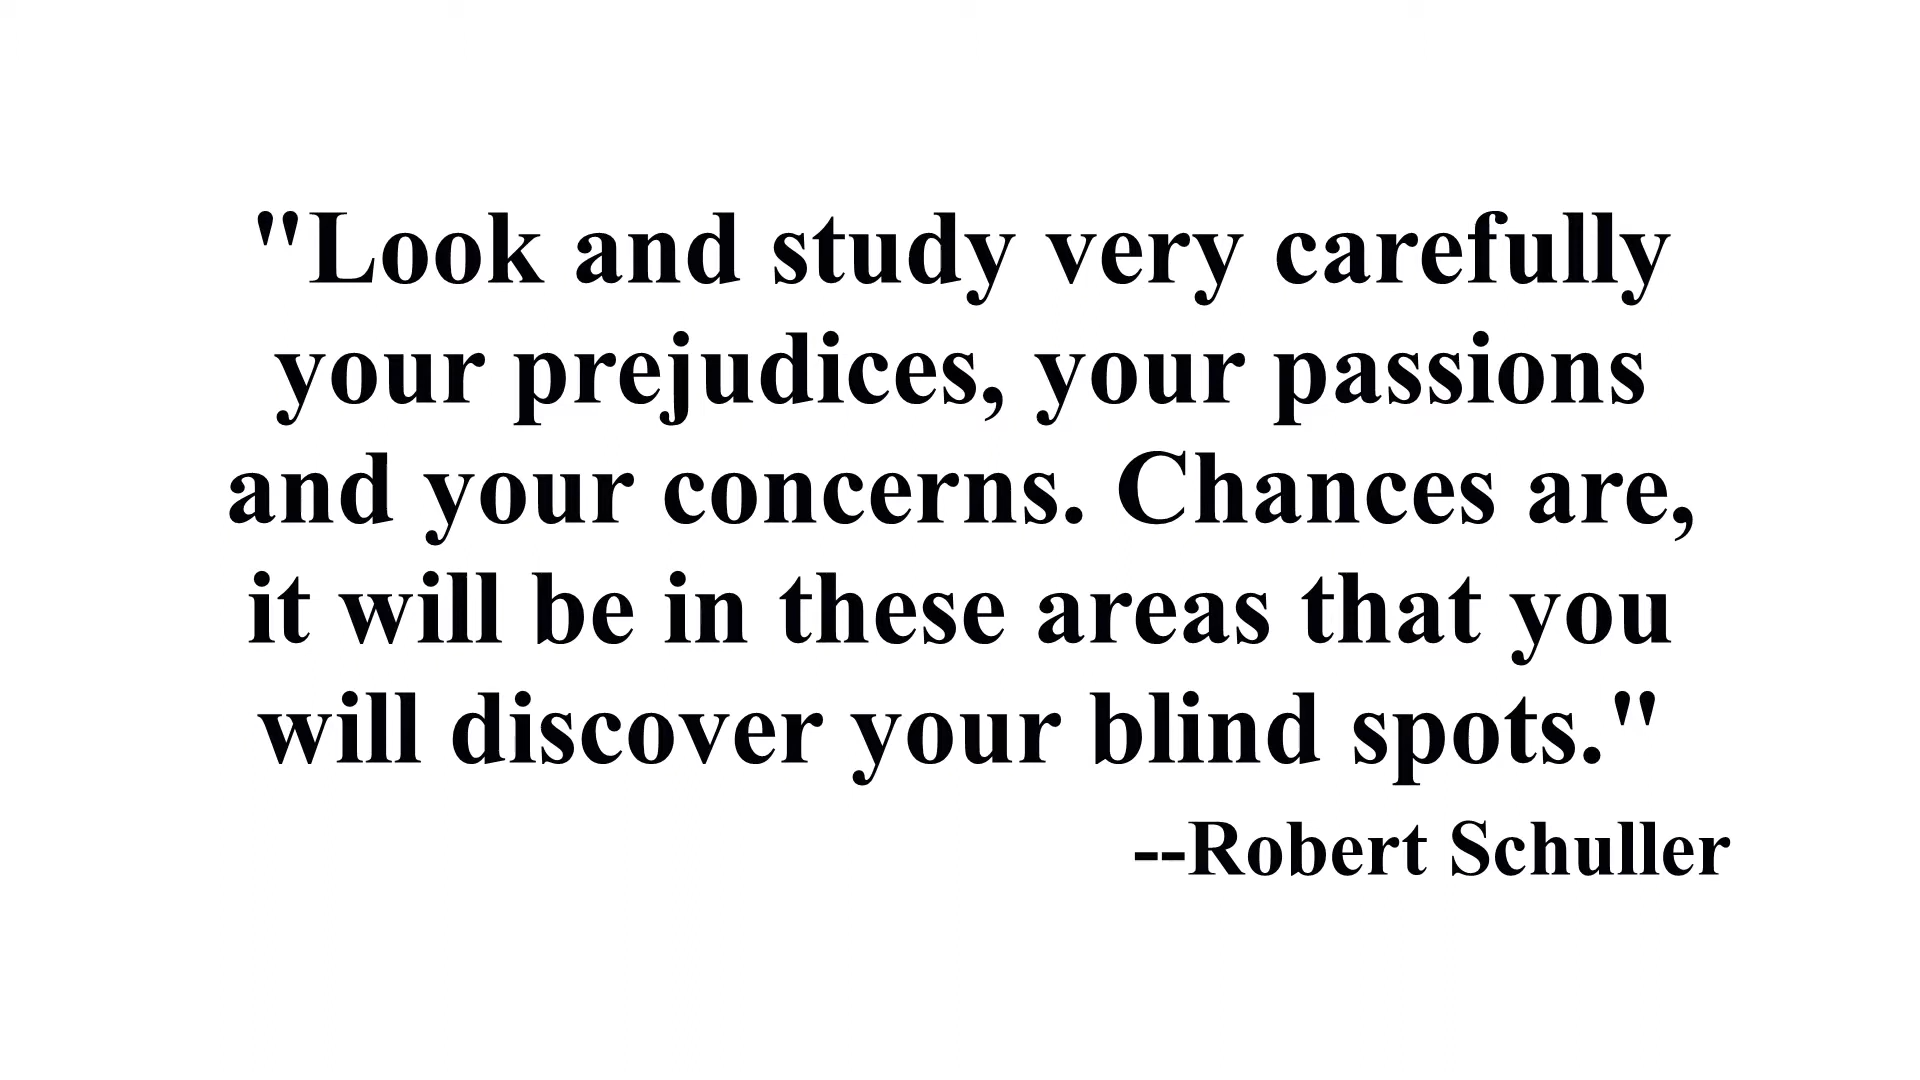 "Look and study very carefully
your prejudices, your passions
and your concerns. Chances are,
it will be in these areas that you
will discover your blind spots."
--Robert Schuller